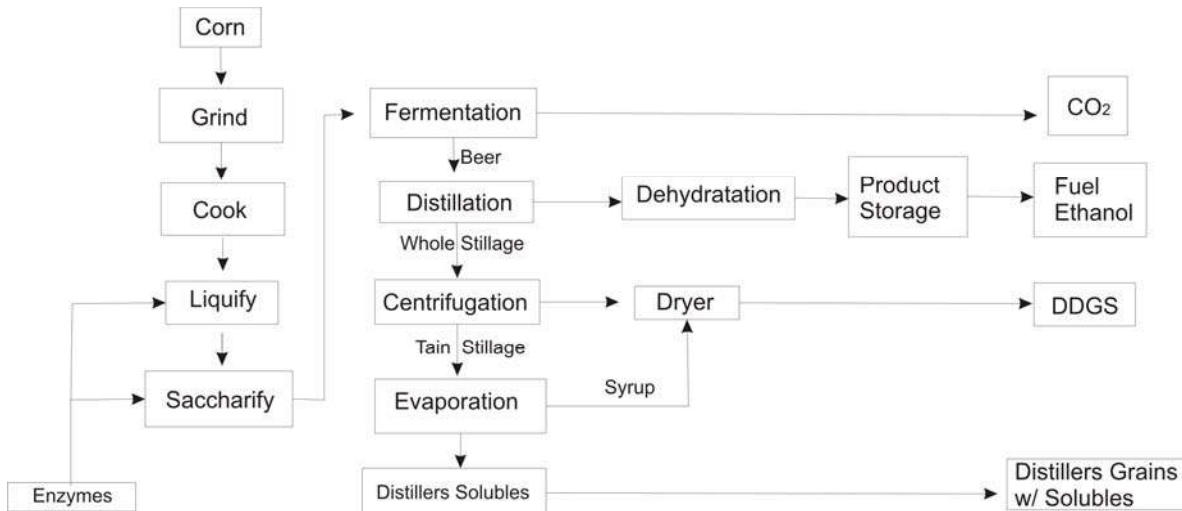 Corn
Grind
Cook
Liquify
Saccharify
Enzymes
Fermentation
Beer
Distillation
Whole Stillage
Centrifugation
Tain Stillage
Evaporation
Syrup
Distillers Solubles
Dehydratation
Product
Storage
Dryer
CO₂
Fuel
Ethanol
DDGS
Distillers Grains
w/ Solubles